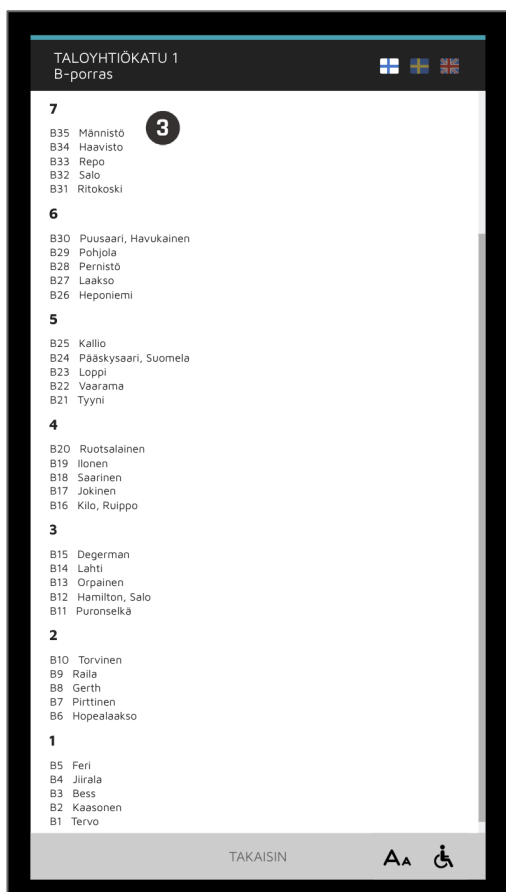 TALOYHTIÖKATU 1
B-porras
7
3
B35 Männistö
B34 Haavisto
B33 Repo
B32 Salo
B31 Ritokoski
6
B30 Puusaari, Havukainen
B29 Pohjola
B28 Pernistö
B27 Laakso
B26 Heponiemi
5
B25 Kallio
B24 Pääskysaari, Suomela
B23 Loppi
B22 Vaarama
B21 Tyyni
4
B20 Ruotsalainen
B19 Ilonen
B18 Saarinen
B17 Jokinen
B16 Kilo, Ruippo
3
B15 Degerman
B14 Lahti
B13 Orpainen
B12 Hamilton, Salo
B11 Puronselkä
2
B10 Torvinen
B9 Raila
B8 Gerth
B7 Pirttinen
B6 Hopealaakso
1
B5 Feri
B4 Jiirala
B3 Bess
B2 Kaasonen
B1 Tervo
TAKAISIN AA